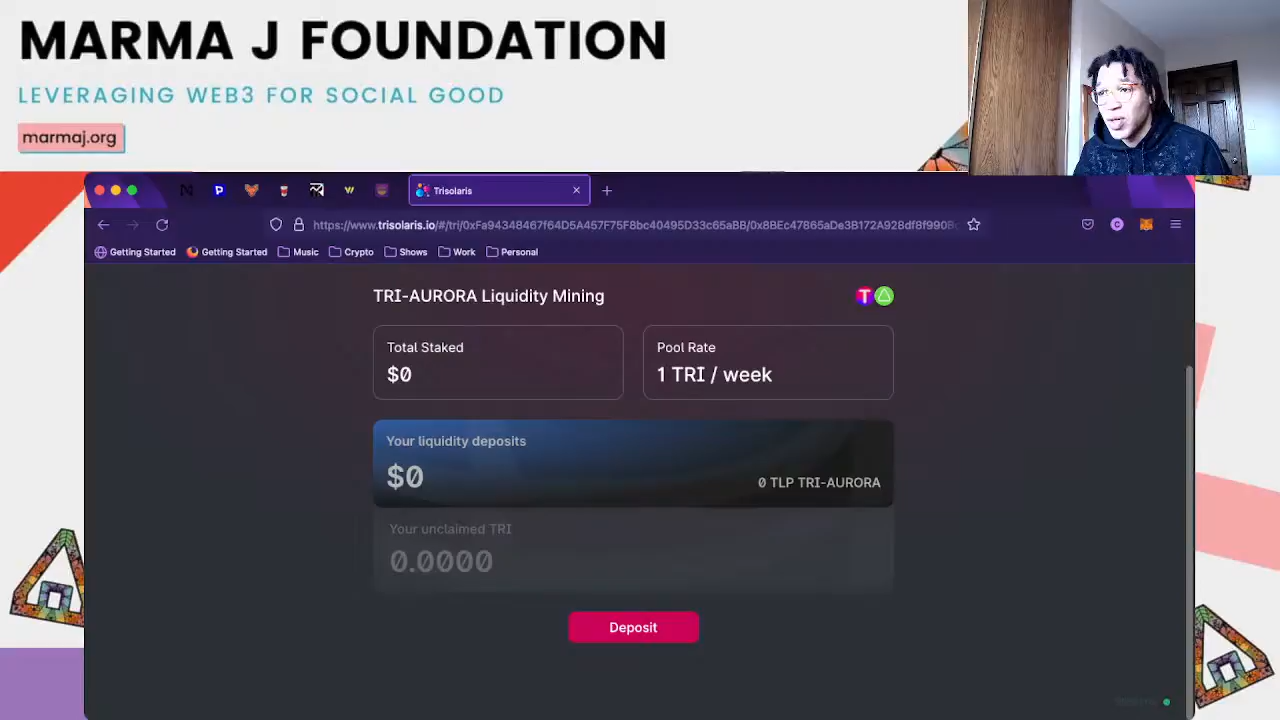 MARMA J FOUNDATION
LEVERAGING WEB3 FOR SOCIAL GOOD
marmaj.org
Trisolaris
Getting Started
Getting Started
Music
Crypto
Shows
Work
Personal
TRI-AURORA Liquidity Mining
Total Staked
$0
Pool Rate
1 TRI / week
Your liquidity deposits
$0
0 TLP TRI-AURORA
Your unclaimed TRI
0.0000
Deposit